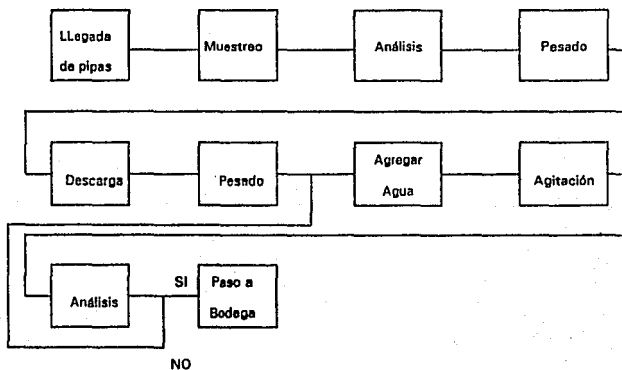 LLegada
de pipas
Muestreo
Análisis
Pesado
Descarga
Pesado
Agregar
Agua
Agitación
Análisis
SI
Paso a
Bodega
NO